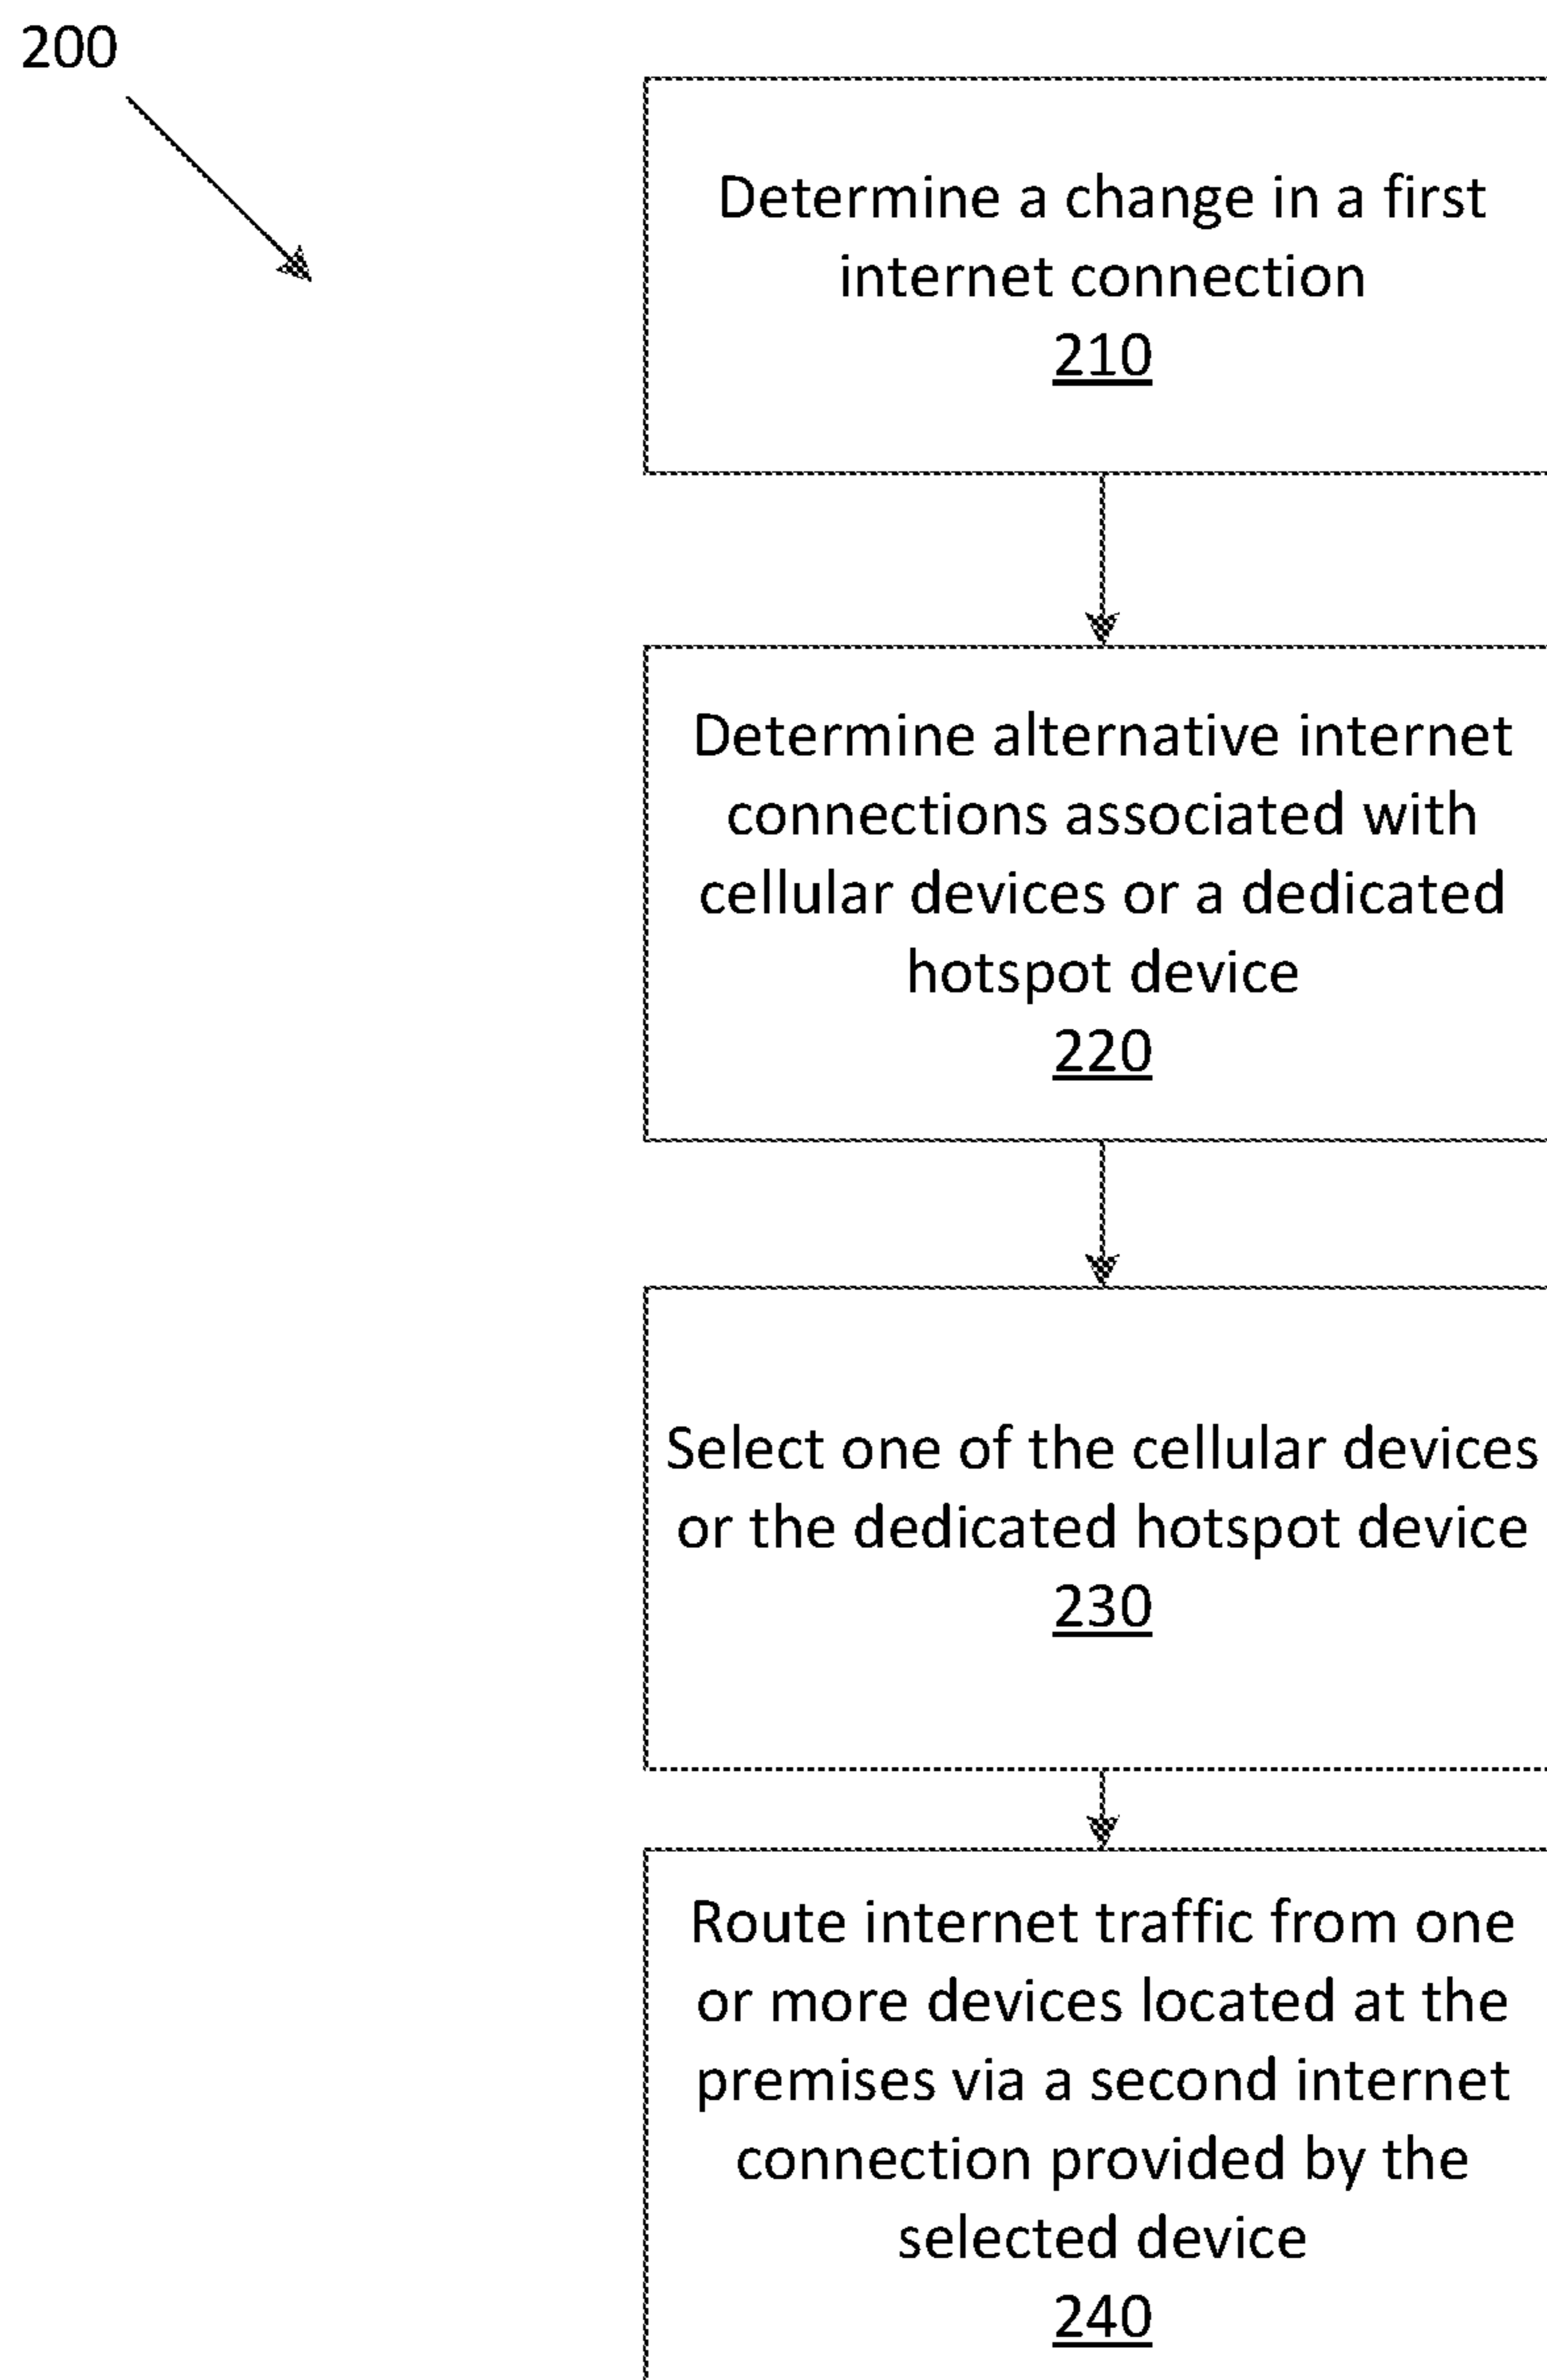 200
Determine a change in a first
internet connection
210
Determine alternative internet
connections associated with
cellular devices or a dedicated
hotspot device
220
Select one of the cellular devices
or the dedicated hotspot device
230
Route internet traffic from one
or more devices located at the
premises via a second internet
connection provided by the
selected device
240